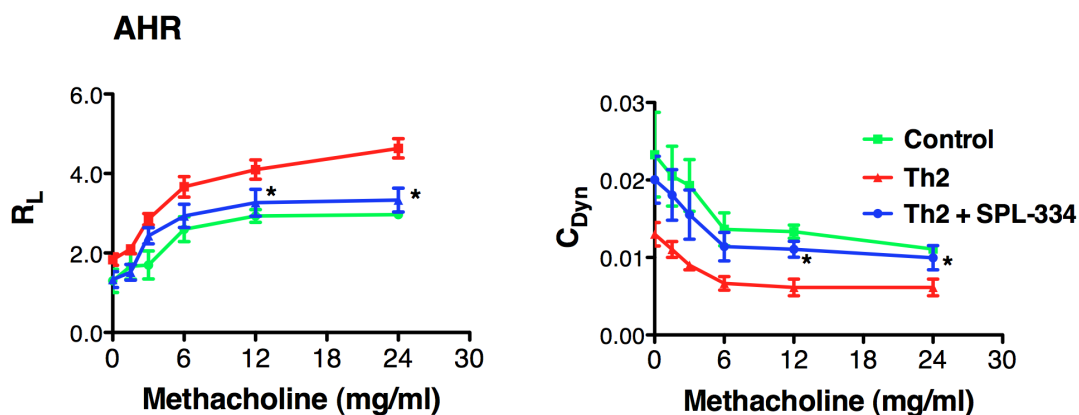 AHR
R_L
6.0
4.0
2.0
0.0
*
*
0 6 12 18 24 30
Methacholine (mg/ml)
C_Dyn
0.03
0.02
0.01
0.00
*
*
0 6 12 18 24 30
Methacholine (mg/ml)
Control
Th2
Th2 + SPL-334